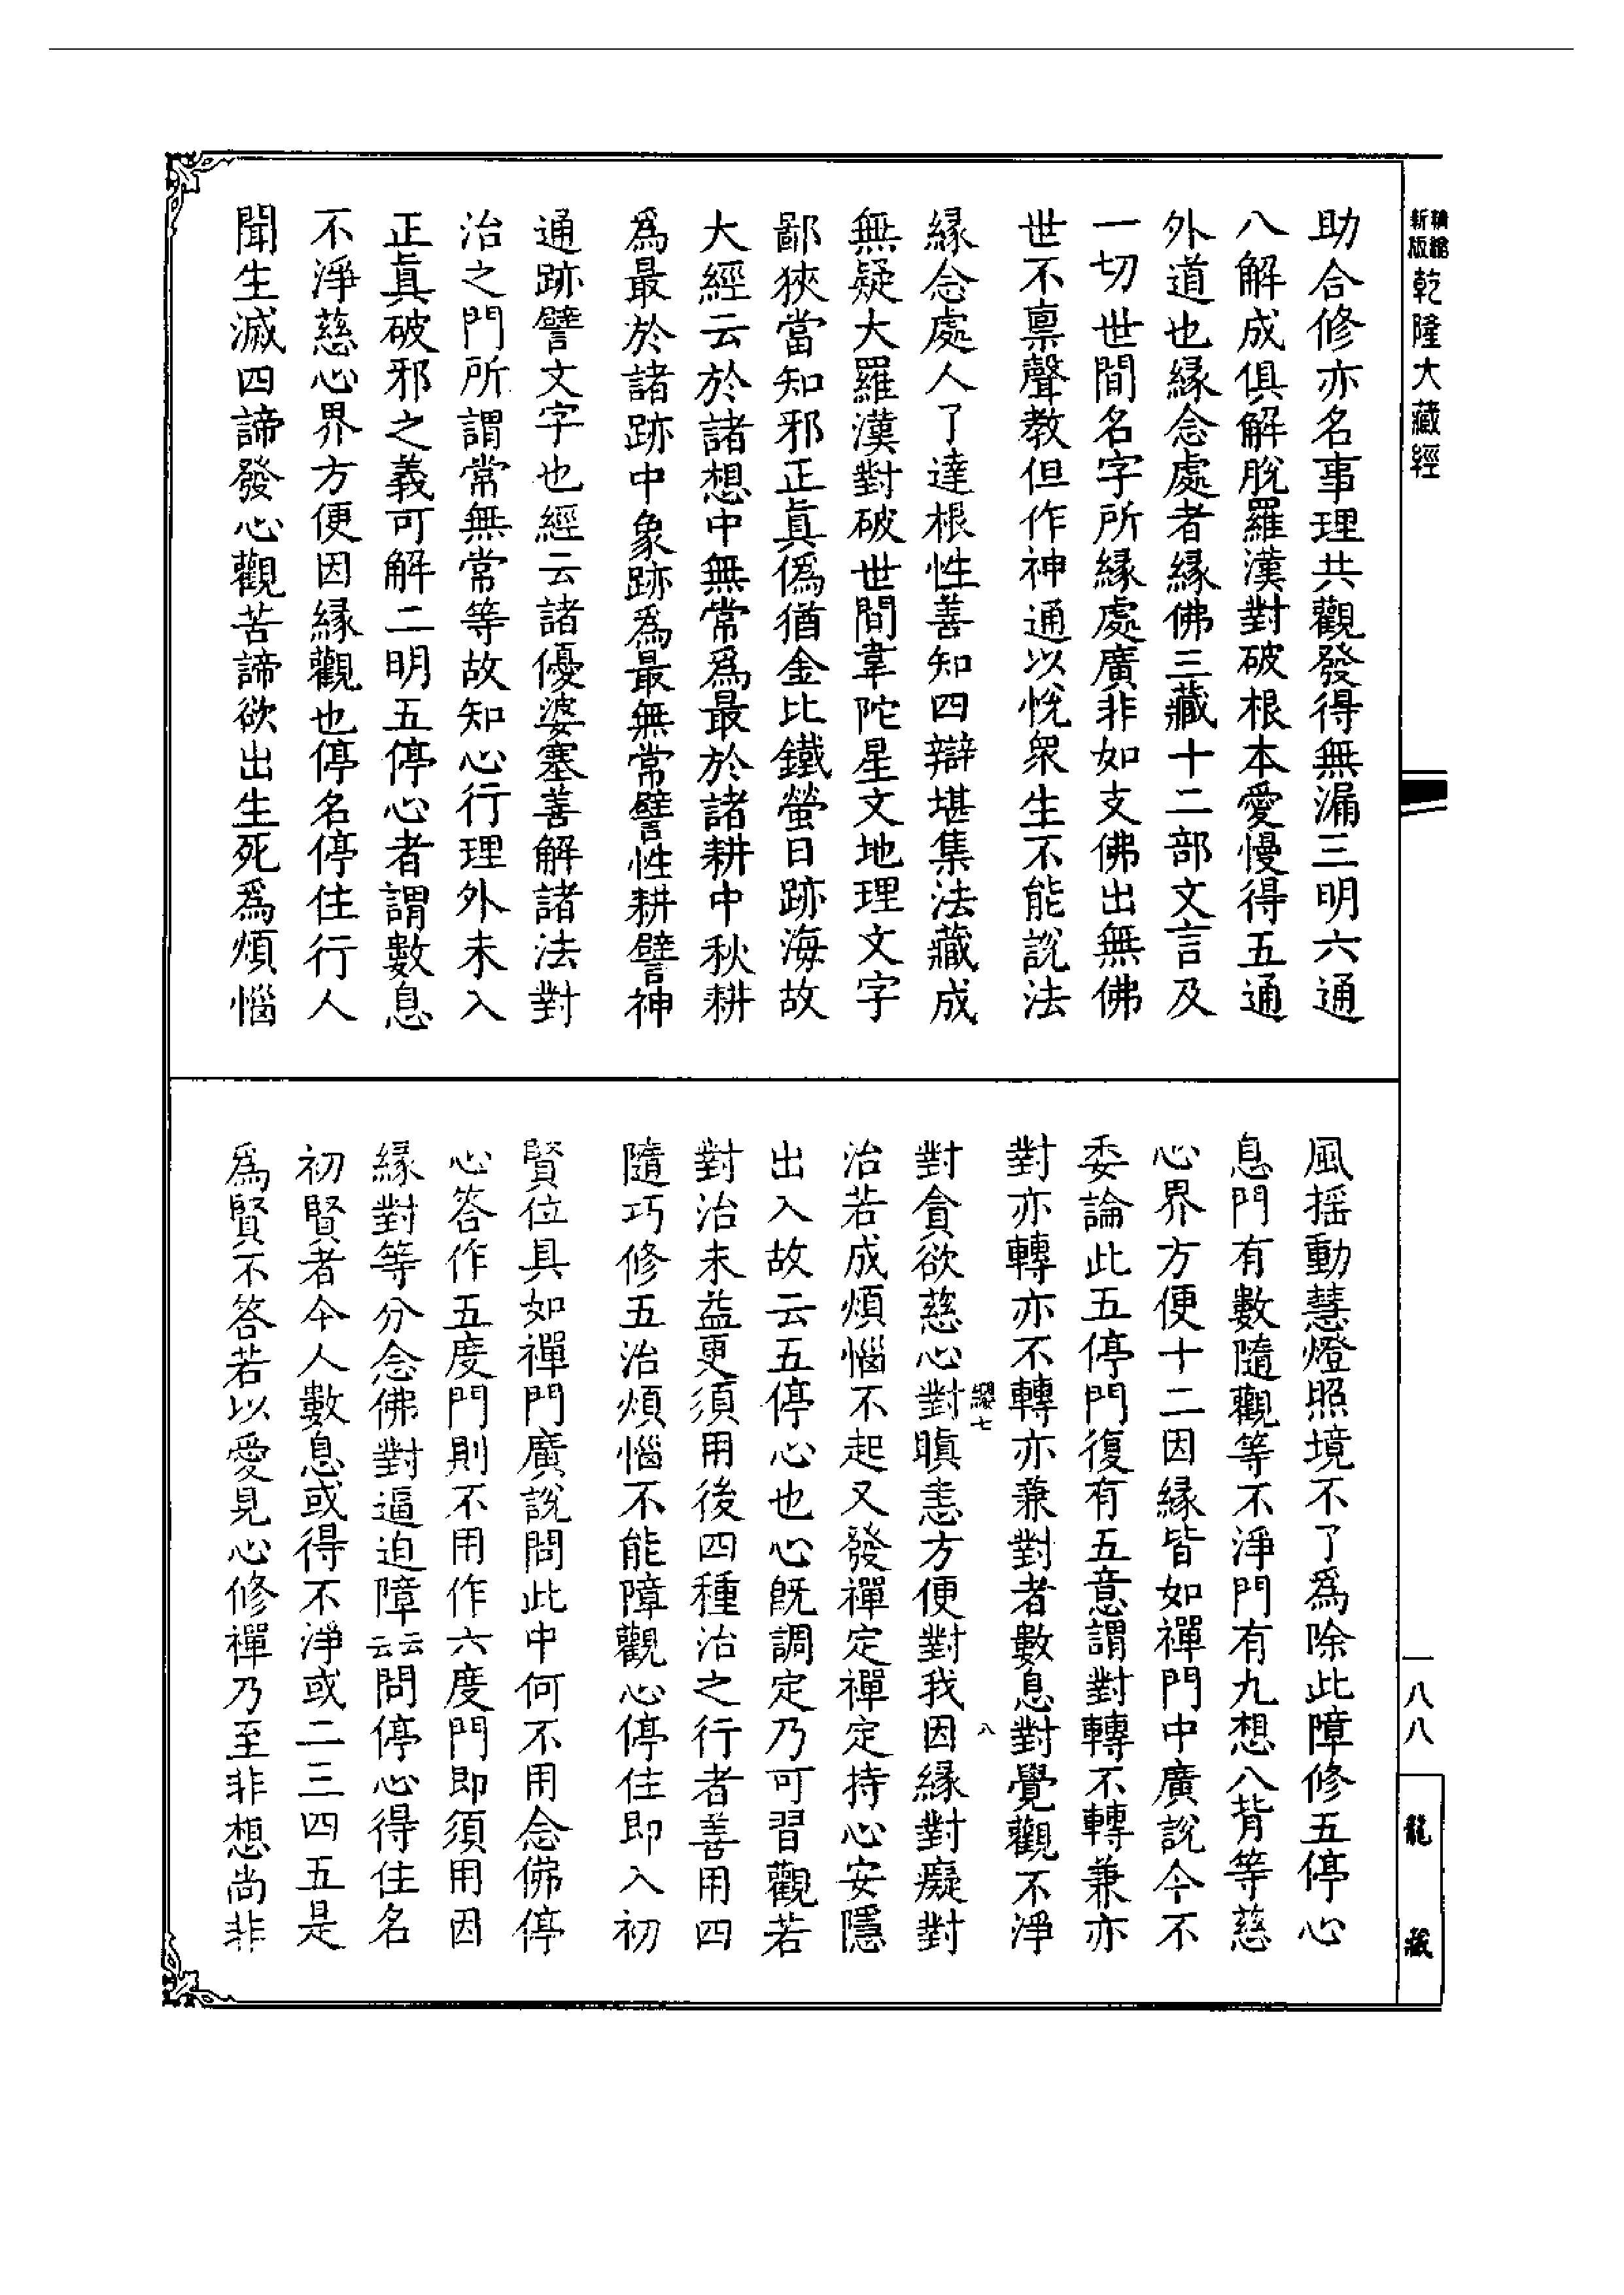 精縮新版乾隆大藏經
助合修亦名事理共觀發得無漏三明六通
八解成俱解脫羅漢對破根本愛慢得五通
外道也緣念處者緣佛三藏十二部文言及
一切世間名字所緣處廣非如支佛出無佛
世不禀聲教但作神通以悅衆生不能說法
緣念處人了達根性善知四辯堪集法藏成
無疑大羅漢對破世間韋陀星文地理文字
鄙狹當知邪正眞僞猶金比鐵螢日跡海故
大經云於諸想中無常爲最於諸耕中秋耕
爲最於諸跡中象跡爲最無常譬性耕譬神
通跡譬文字也經云諸優婆塞善解諸法對
治之門所謂常無常等故知心行理外未入
正眞破邪之義可解二明五停心者謂數息
不淨慈心界方便因緣觀也停名停住行人
聞生滅四諦發心觀苦諦欲出生死爲煩惱
風搖動慧燈照境不了爲除此障修五停心
息門有數隨觀等不淨門有九想八背等慈
心界方便十二因緣皆如禪門中廣說今不
委論此五停門復有五意謂對轉不轉兼亦
對亦轉亦不轉亦兼對者數息對覺觀不淨
對貪欲慈心對瞋恚方便對我因緣對癡對
治若成煩惱不起又發禪定禪定持心安隱
出入故云五停心也心旣調定乃可習觀若
對治未益更須用後四種治之行者善用四
隨巧修五治煩惱不能障觀心停住即入初
賢位具如禪門廣說問此中何不用念佛停
心答作五度門則不用作六度門即須用因
緣對等分念佛對逼迫障云云問停心得住名
初賢者今人數息或得不淨或二三四五是
爲賢不答若以愛見心修禪乃至非想尚非
纓七
八
一八八
龍藏